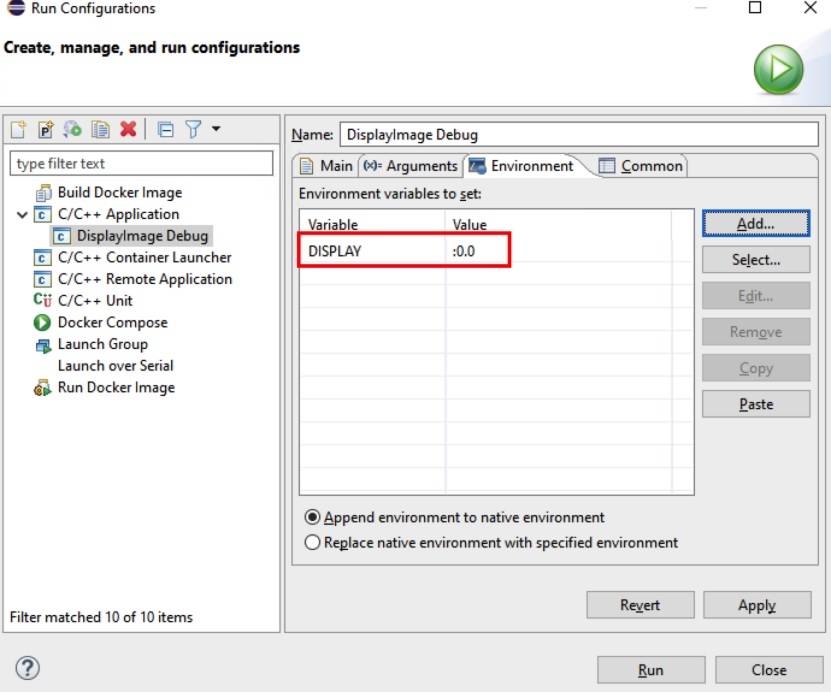 Run Configurations
Create, manage, and run configurations
Name: DisplayImage Debug
type filter text
Main (x)= Arguments Environment Common
Build Docker Image
C/C++ Application
DisplayImage Debug
C/C++ Container Launcher
C/C++ Remote Application
C/C++ Unit
Docker Compose
Launch Group
Launch over Serial
Run Docker Image
Filter matched 10 of 10 items
Environment variables to set:
Variable Value
DISPLAY :0.0
Add...
Select...
Edit...
Remove
Copy
Paste
Append environment to native environment
Replace native environment with specified environment
Revert Apply
Run Close